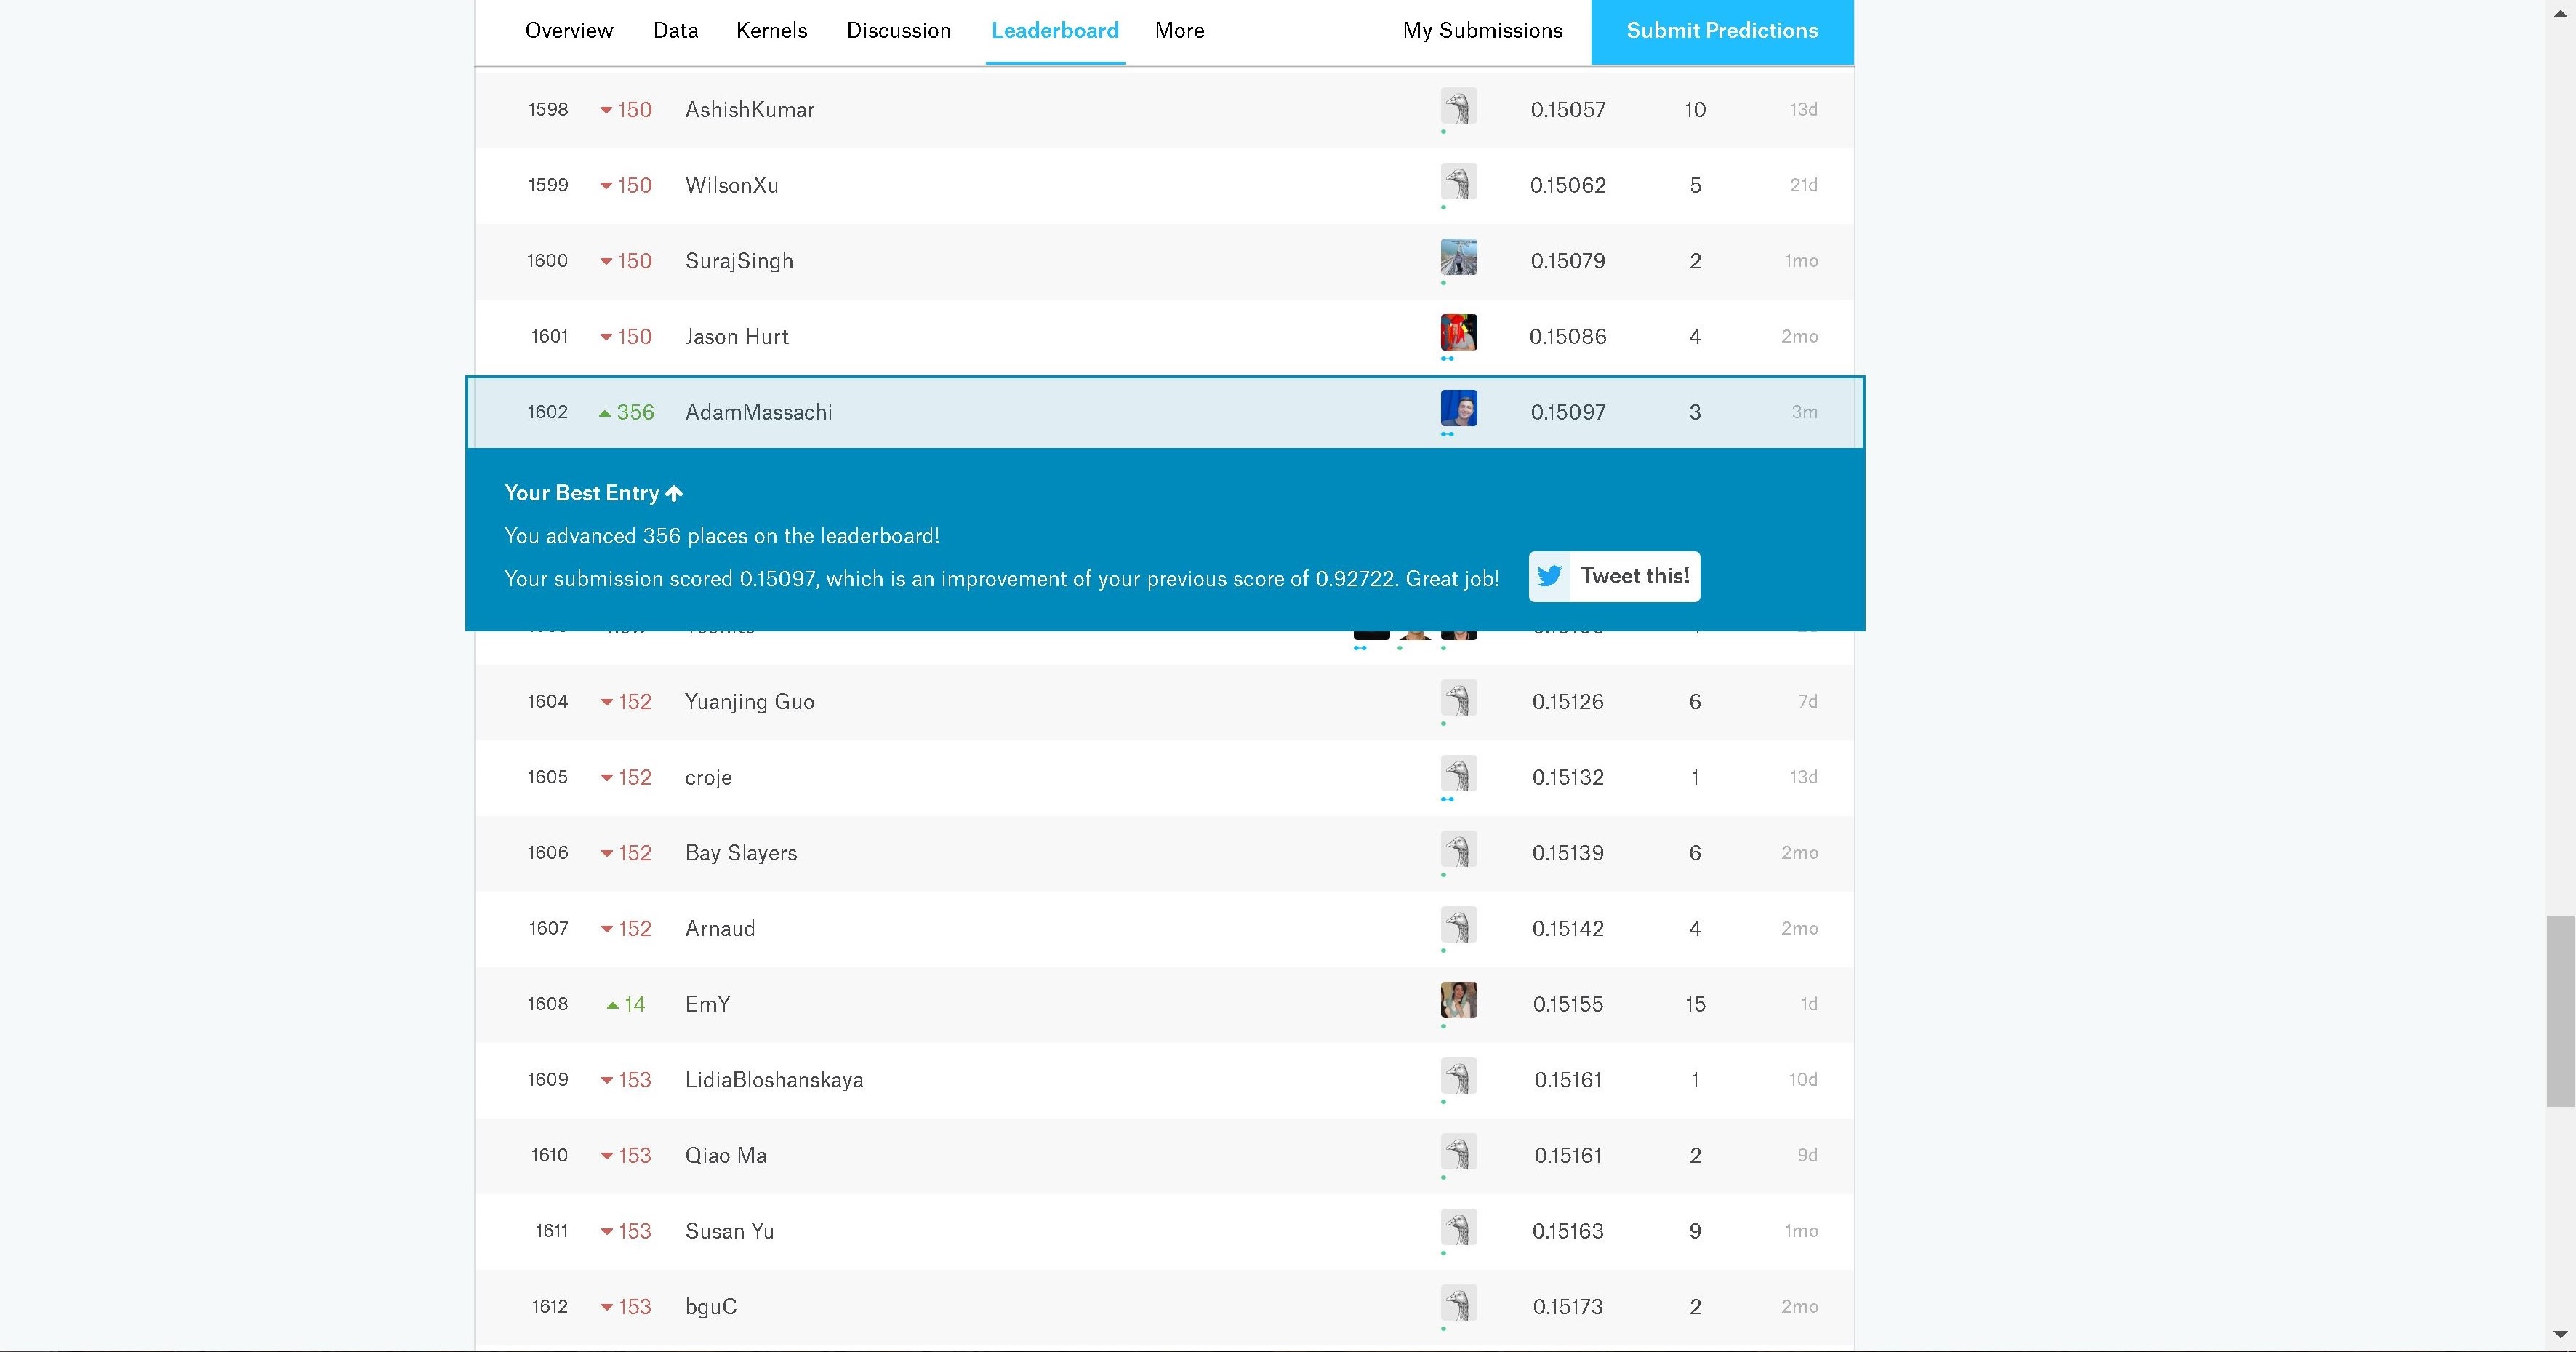 Overview Data Kernels Discussion Leaderboard More My Submissions Submit Predictions
1598 150 AshishKumar 0.15057 10 13d
1599 150 WilsonXu 0.15062 5 21d
1600 150 SurajSingh 0.15079 2 1mo
1601 150 Jason Hurt 0.15086 4 2mo
1602 356 AdamMassachi 0.15097 3 3m
Your Best Entry
You advanced 356 places on the leaderboard!
Your submission scored 0.15097, which is an improvement of your previous score of 0.92722. Great job! Tweet this!
1604 152 Yuanjing Guo 0.15126 6 7d
1605 152 croje 0.15132 1 13d
1606 152 Bay Slayers 0.15139 6 2mo
1607 152 Arnaud 0.15142 4 2mo
1608 14 EmY 0.15155 15 1d
1609 153 LidiaBloshanskaya 0.15161 1 10d
1610 153 Qiao Ma 0.15161 2 9d
1611 153 Susan Yu 0.15163 9 1mo
1612 153 bguC 0.15173 2 2mo